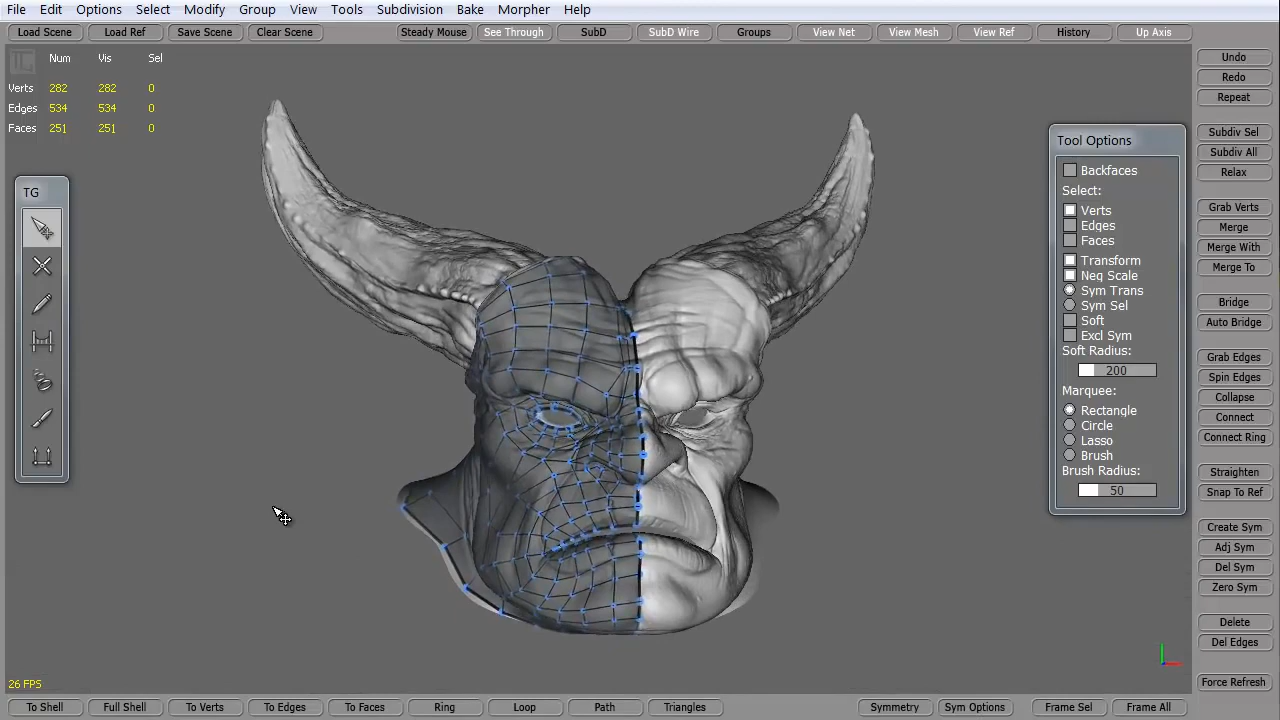 File Edit Options Select Modify Group View Tools Subdivision Bake Morpher Help
Load Scene Load Ref Save Scene Clear Scene Steady Mouse See Through SubD SubD Wire Groups View Net View Mesh View Ref History Up Axis
Num Vis Sel
Verts 282 282 0
Edges 534 534 0
Faces 251 251 0
TG
Tool Options
Backfaces
Select:
Verts
Edges
Faces
Transform
Neg Scale
Sym Trans
Sym Sel
Soft
Excl Sym
Soft Radius:
200
Marquee:
Rectangle
Circle
Lasso
Brush
Brush Radius:
50
Undo
Redo
Repeat
Subdiv Sel
Subdiv All
Relax
Grab Verts
Merge
Merge With
Merge To
Bridge
Auto Bridge
Grab Edges
Spin Edges
Collapse
Connect
Connect Ring
Straighten
Snap To Ref
Create Sym
Adj Sym
Del Sym
Zero Sym
Delete
Del Edges
Force Refresh
26 FPS
To Shell Full Shell To Verts To Edges To Faces Ring Loop Path Triangles Symmetry Sym Options Frame Sel Frame All